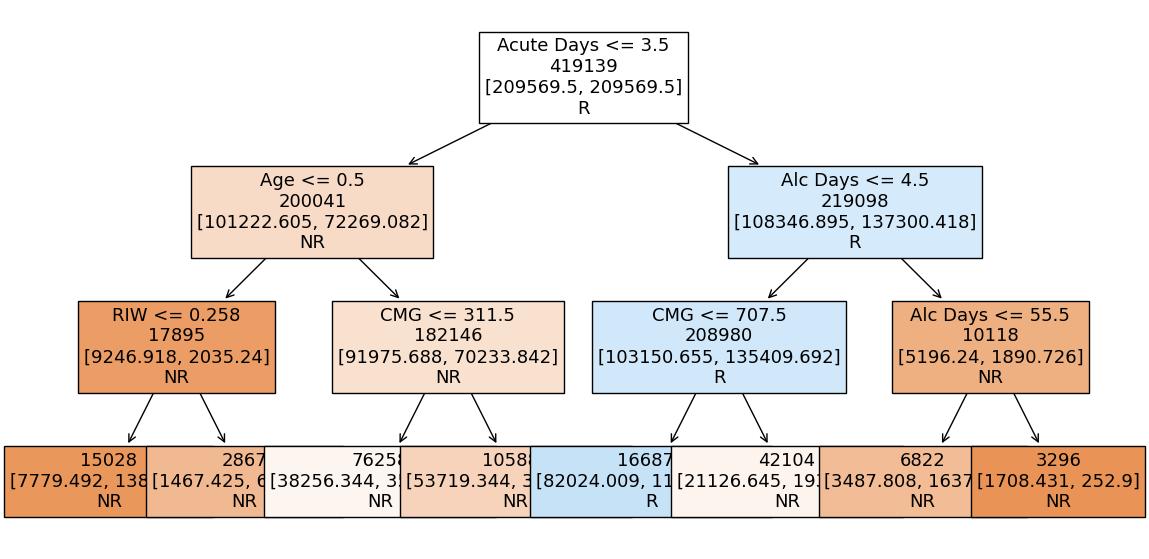 Acute Days <= 3.5
419139
[209569.5, 209569.5]
R
Age <= 0.5
200041
[101222.605, 72269.082]
NR
Alc Days <= 4.5
219098
[108346.895, 137300.418]
R
RIW <= 0.258
17895
[9246.918, 2035.24]
NR
CMG <= 311.5
182146
[91975.688, 70233.842]
NR
CMG <= 707.5
208980
[103150.655, 135409.692]
R
Alc Days <= 55.5
10118
[5196.24, 1890.726]
NR
15028
[7779.492, 138
NR
2867
[1467.425, 6
NR
76258
[38256.344, 3
NR
10588
[53719.344, 3
NR
16687
[82024.009, 11
R
42104
[21126.645, 19
NR
6822
[3487.808, 1637
NR
3296
[1708.431, 252.9]
NR